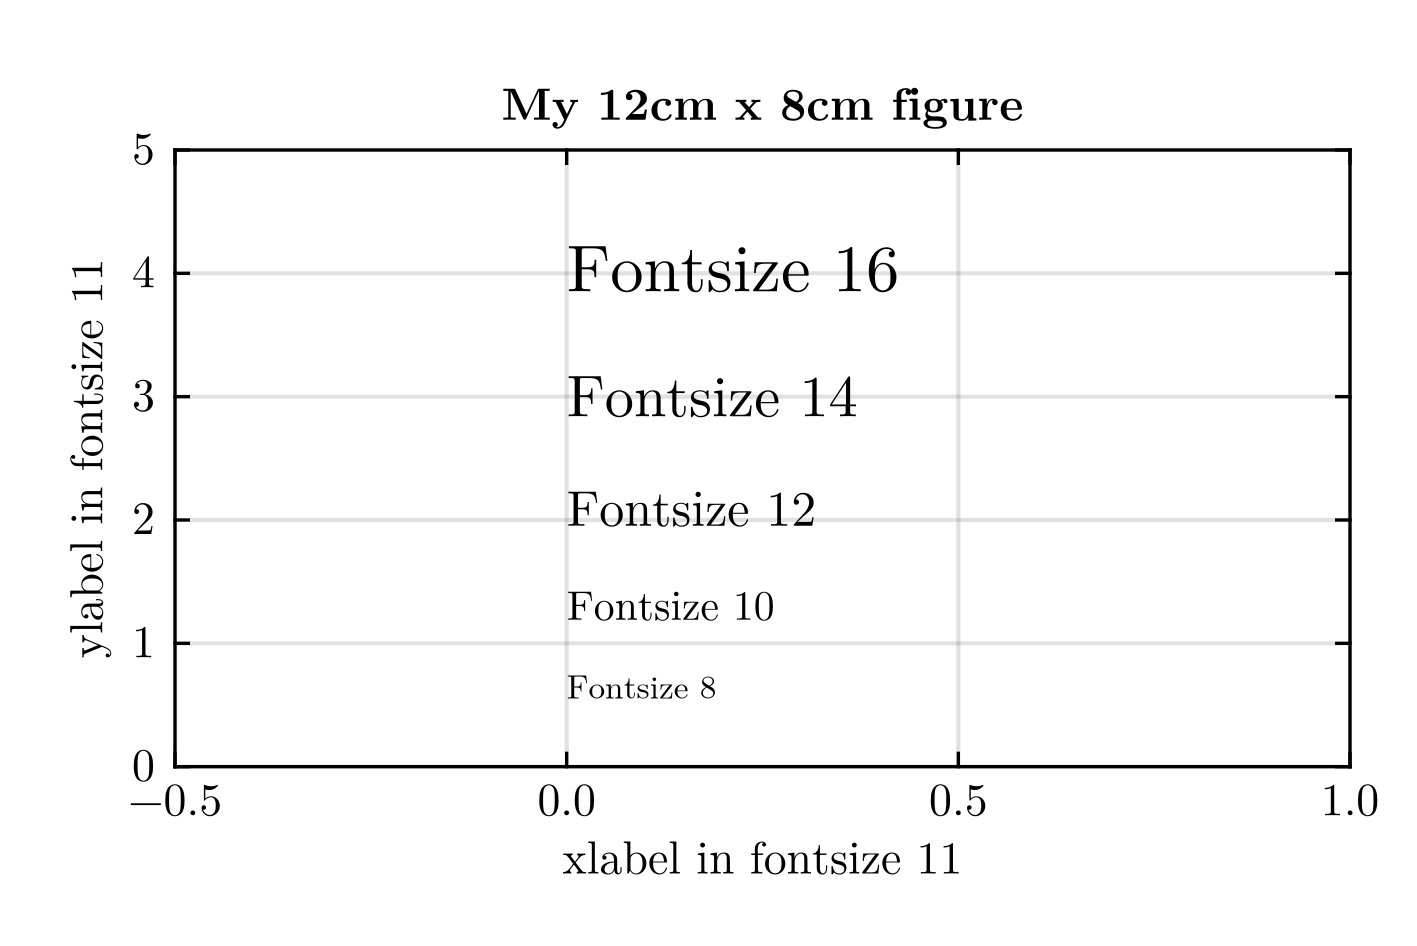 My 12cm x 8cm figure
5
4
3
2
1
0
ylabel in fontsize 11
Fontsize 16
Fontsize 14
Fontsize 12
Fontsize 10
Fontsize 8
−0.5 0.0 0.5 1.0
xlabel in fontsize 11